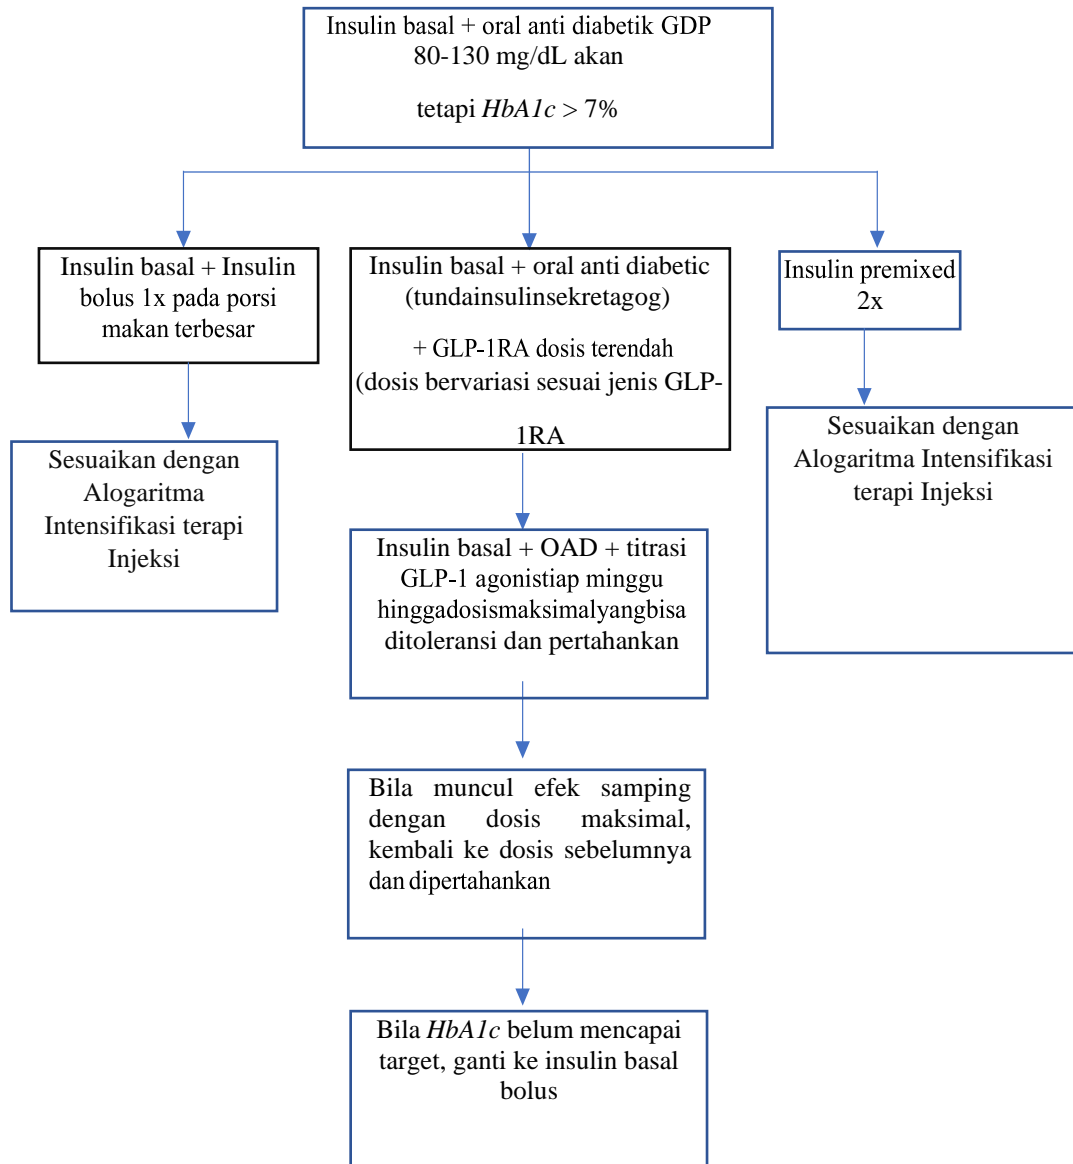 Insulin basal + oral anti diabetik GDP
80-130 mg/dL akan
tetapi HbA1c > 7%
Insulin basal + Insulin
bolus 1x pada porsi
makan terbesar
Insulin basal + oral anti diabetic
(tundainsulinsekretagog)
+ GLP-1RA dosis terendah
(dosis bervariasi sesuai jenis GLP-
1RA
Insulin premixed
2x
Sesuaikan dengan
Alogaritma
Intensifikasi terapi
Injeksi
Sesuaikan dengan
Alogaritma Intensifikasi
terapi Injeksi
Insulin basal + OAD + titrasi
GLP-1 agonistiap minggu
hinggadosismaksimalyangbisa
ditoleransi dan pertahankan
Bila muncul efek samping
dengan dosis maksimal,
kembali ke dosis sebelumnya
dan dipertahankan
Bila HbA1c belum mencapai
target, ganti ke insulin basal
bolus